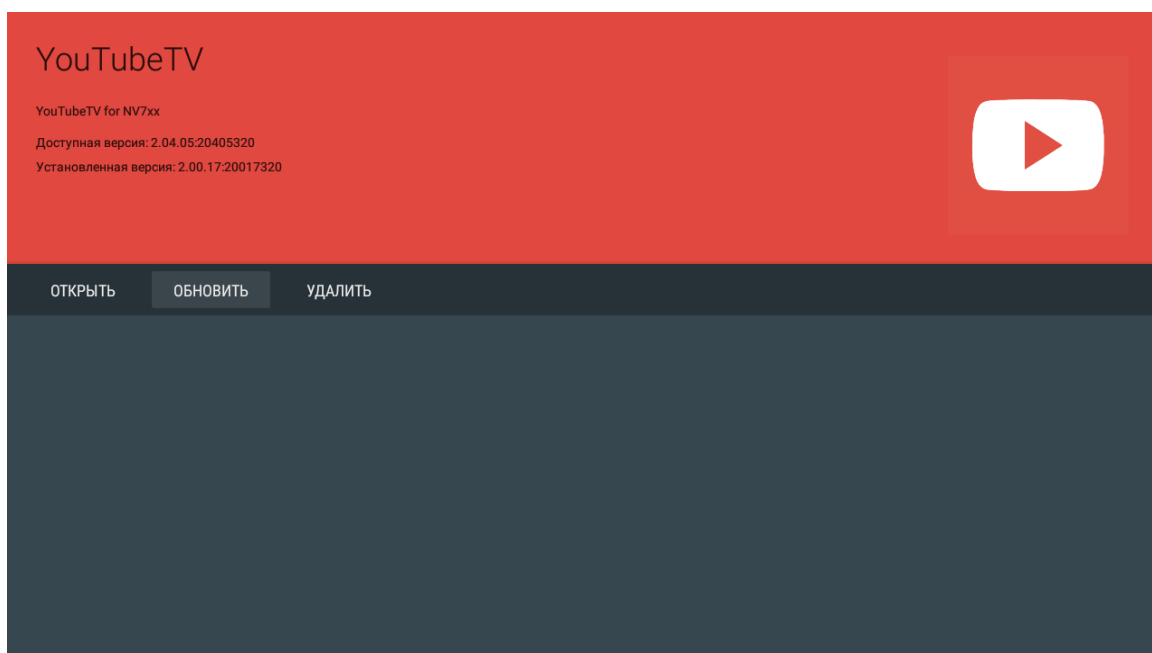 YouTubeTV
YouTubeTV for NV7xx
Доступная версия: 2.04.05:20405320
Установленная версия: 2.00.17:20017320
ОТКРЫТЬ ОБНОВИТЬ УДАЛИТЬ